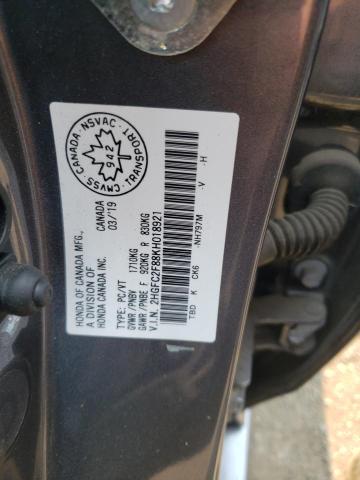 HONDA OF CANADA MFG., CANADA
A DIVISION OF 03/'19
HONDA CANADA INC.
TYPE: PC/VT
GVWR /PNBV 1710KG
GAWR /PNBE F 920KG R 830KG
V.I.N. 2HGFC2F88KH018921
TBD K CK6 -NH797M -V -H
CANADA · NSVAC · TRANSPORT · CMVSS
942